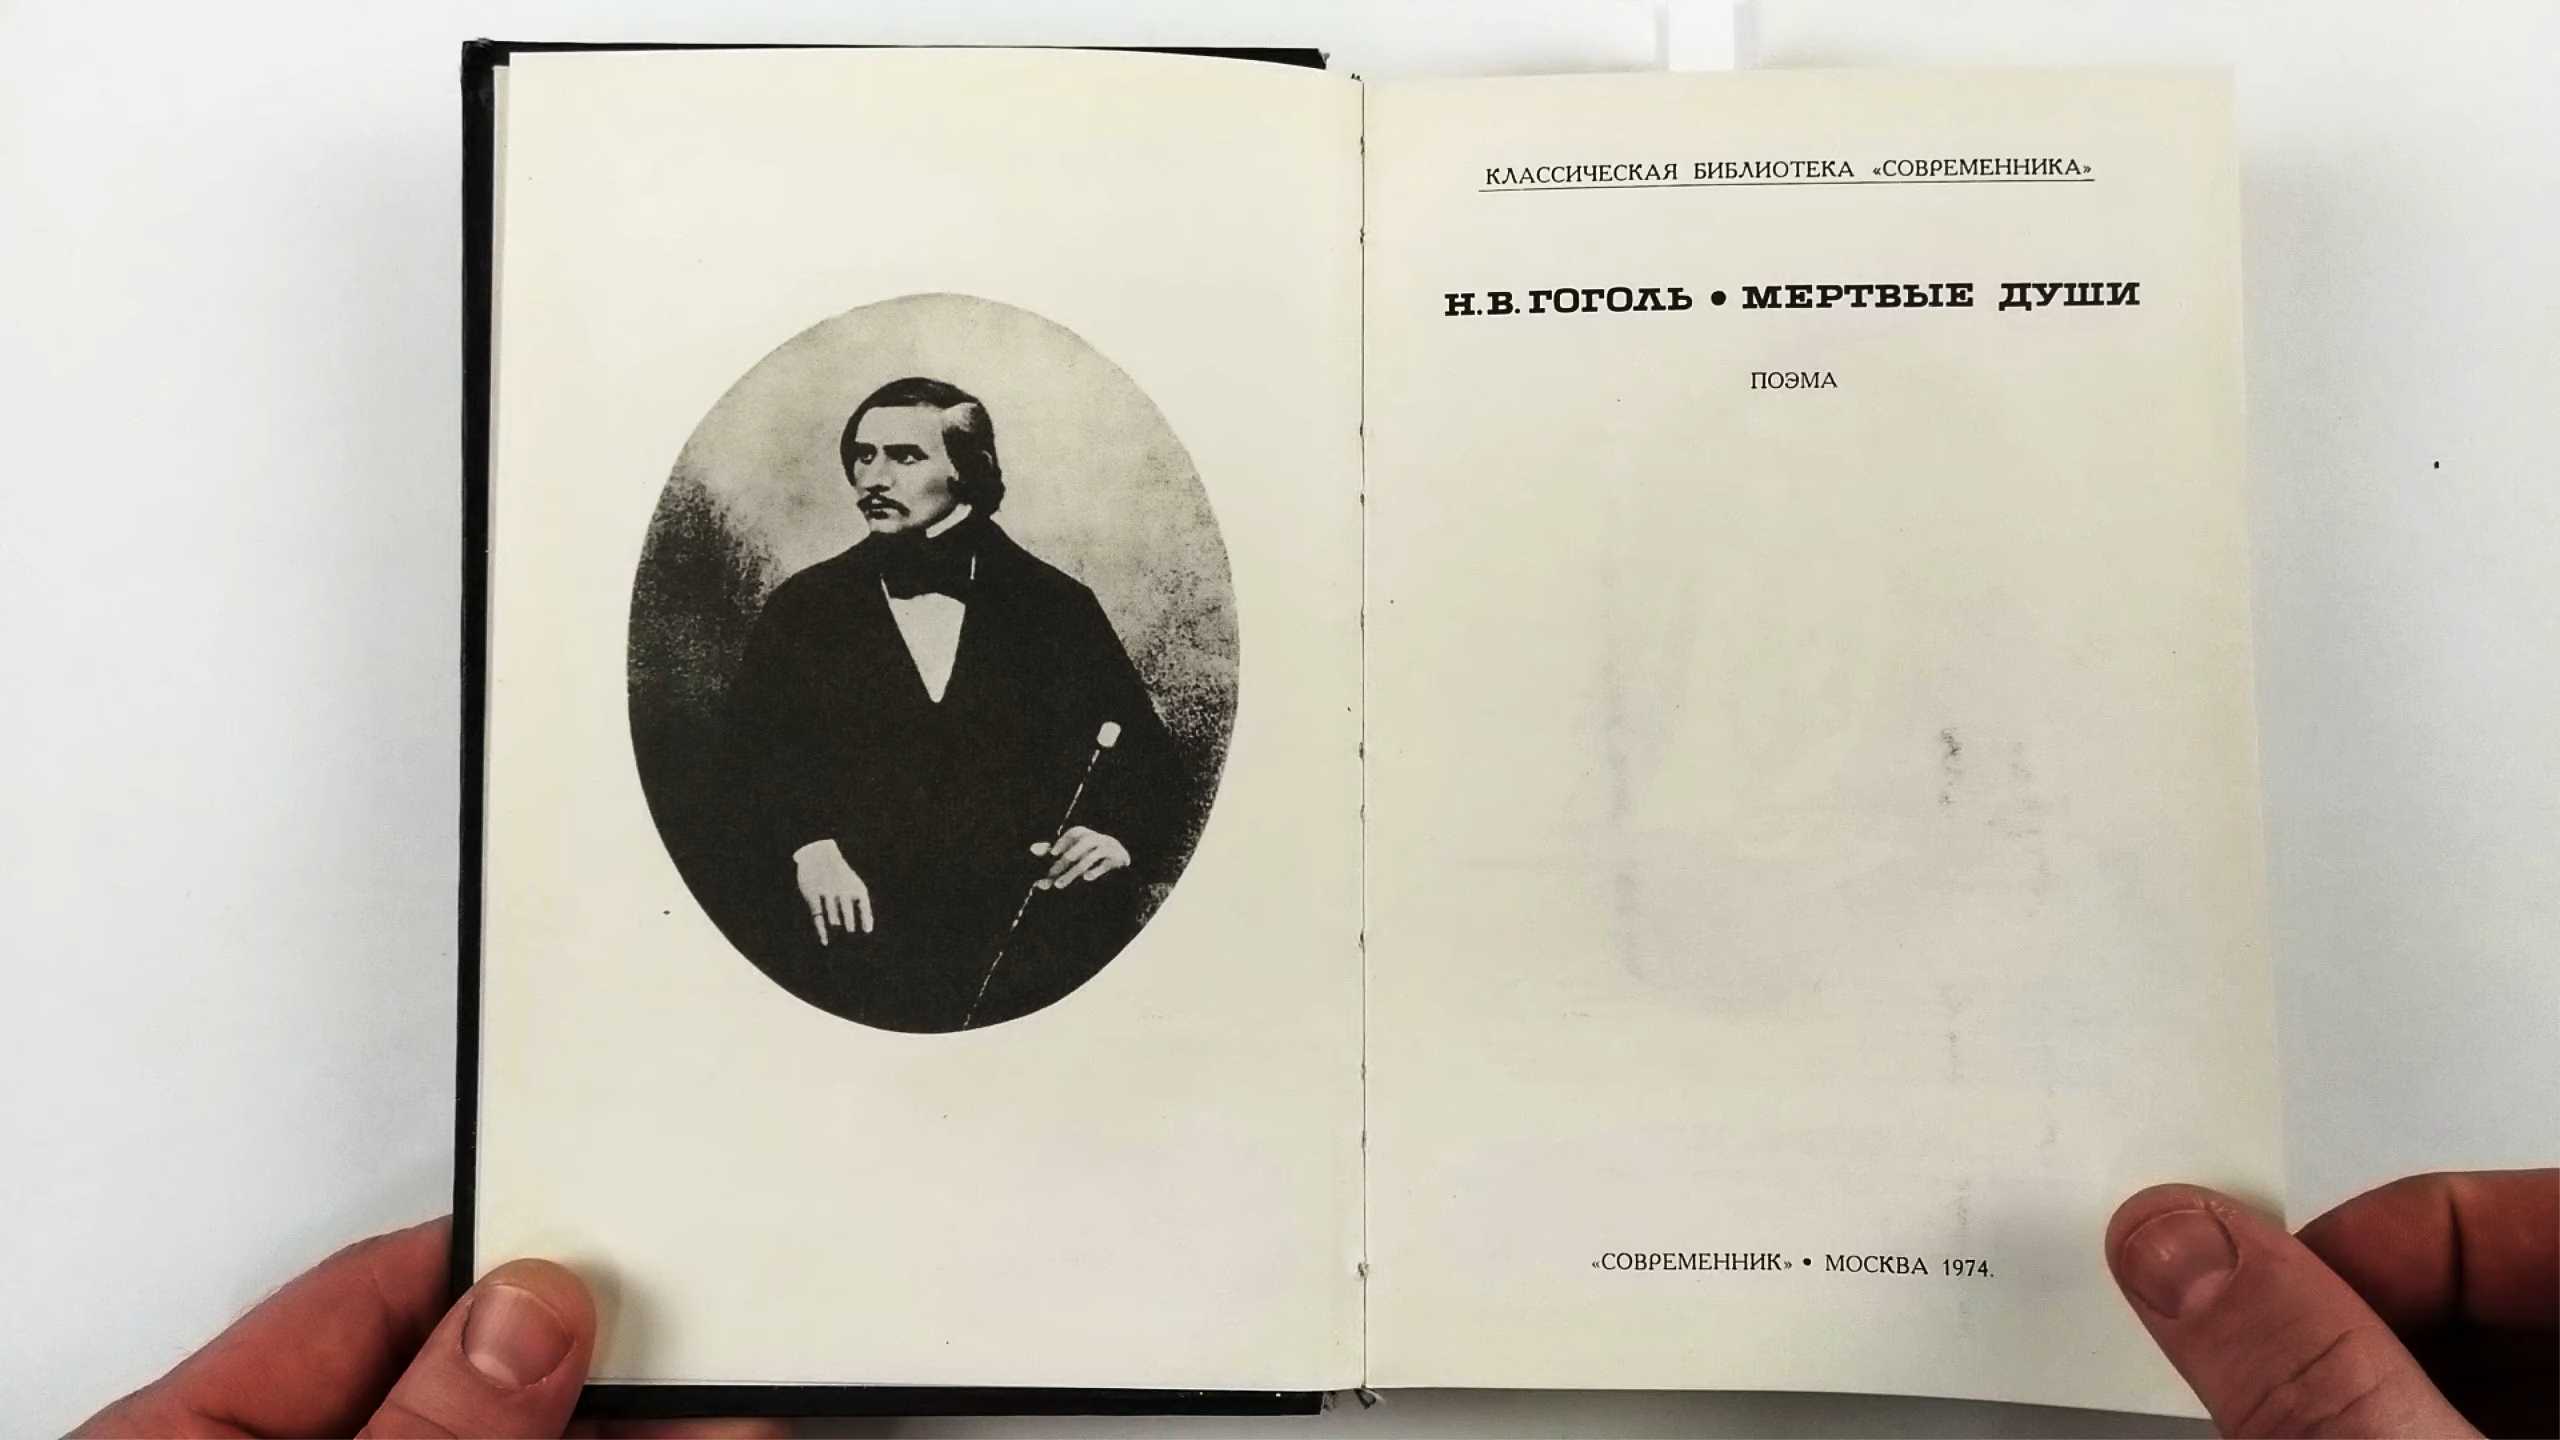 КЛАССИЧЕСКАЯ БИБЛИОТЕКА «СОВРЕМЕННИКА»
Н. В. ГОГОЛЬ • МЕРТВЫЕ ДУШИ
ПОЭМА
«СОВРЕМЕННИК» • МОСКВА 1974.